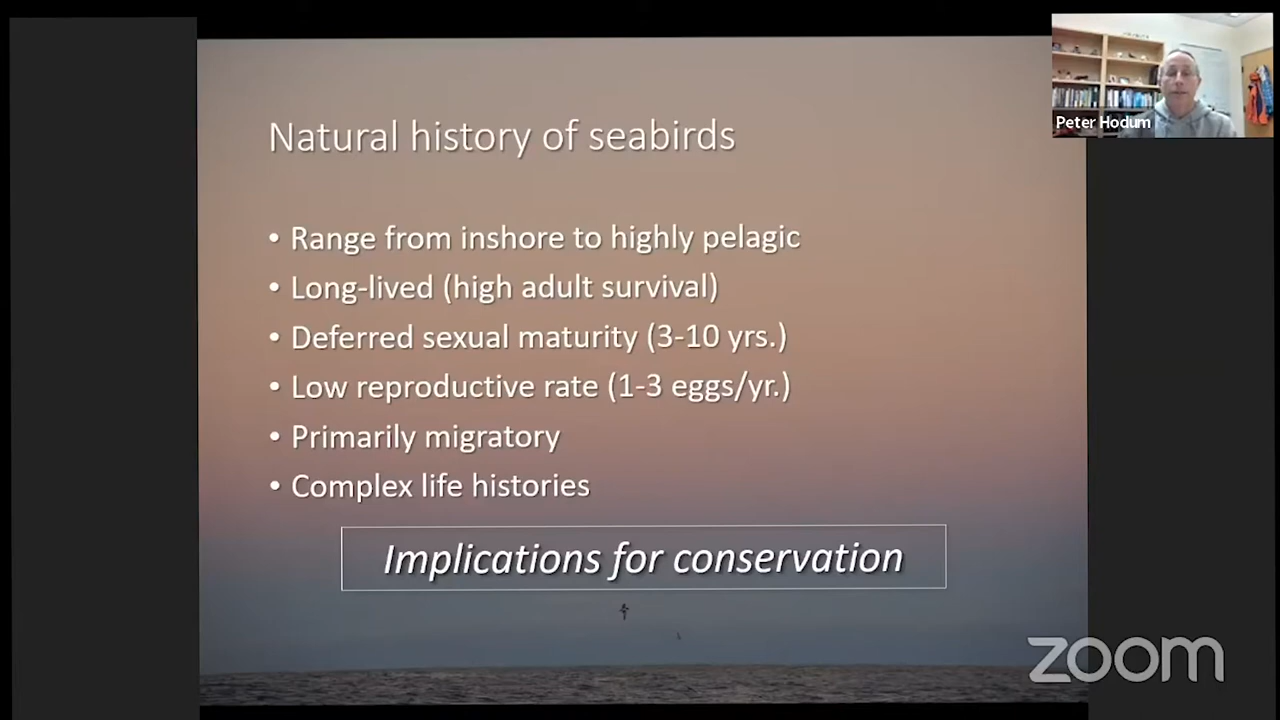 Natural history of seabirds
• Range from inshore to highly pelagic
• Long-lived (high adult survival)
• Deferred sexual maturity (3-10 yrs.)
• Low reproductive rate (1-3 eggs/yr.)
• Primarily migratory
• Complex life histories
Implications for conservation
Peter Hodum
zoom